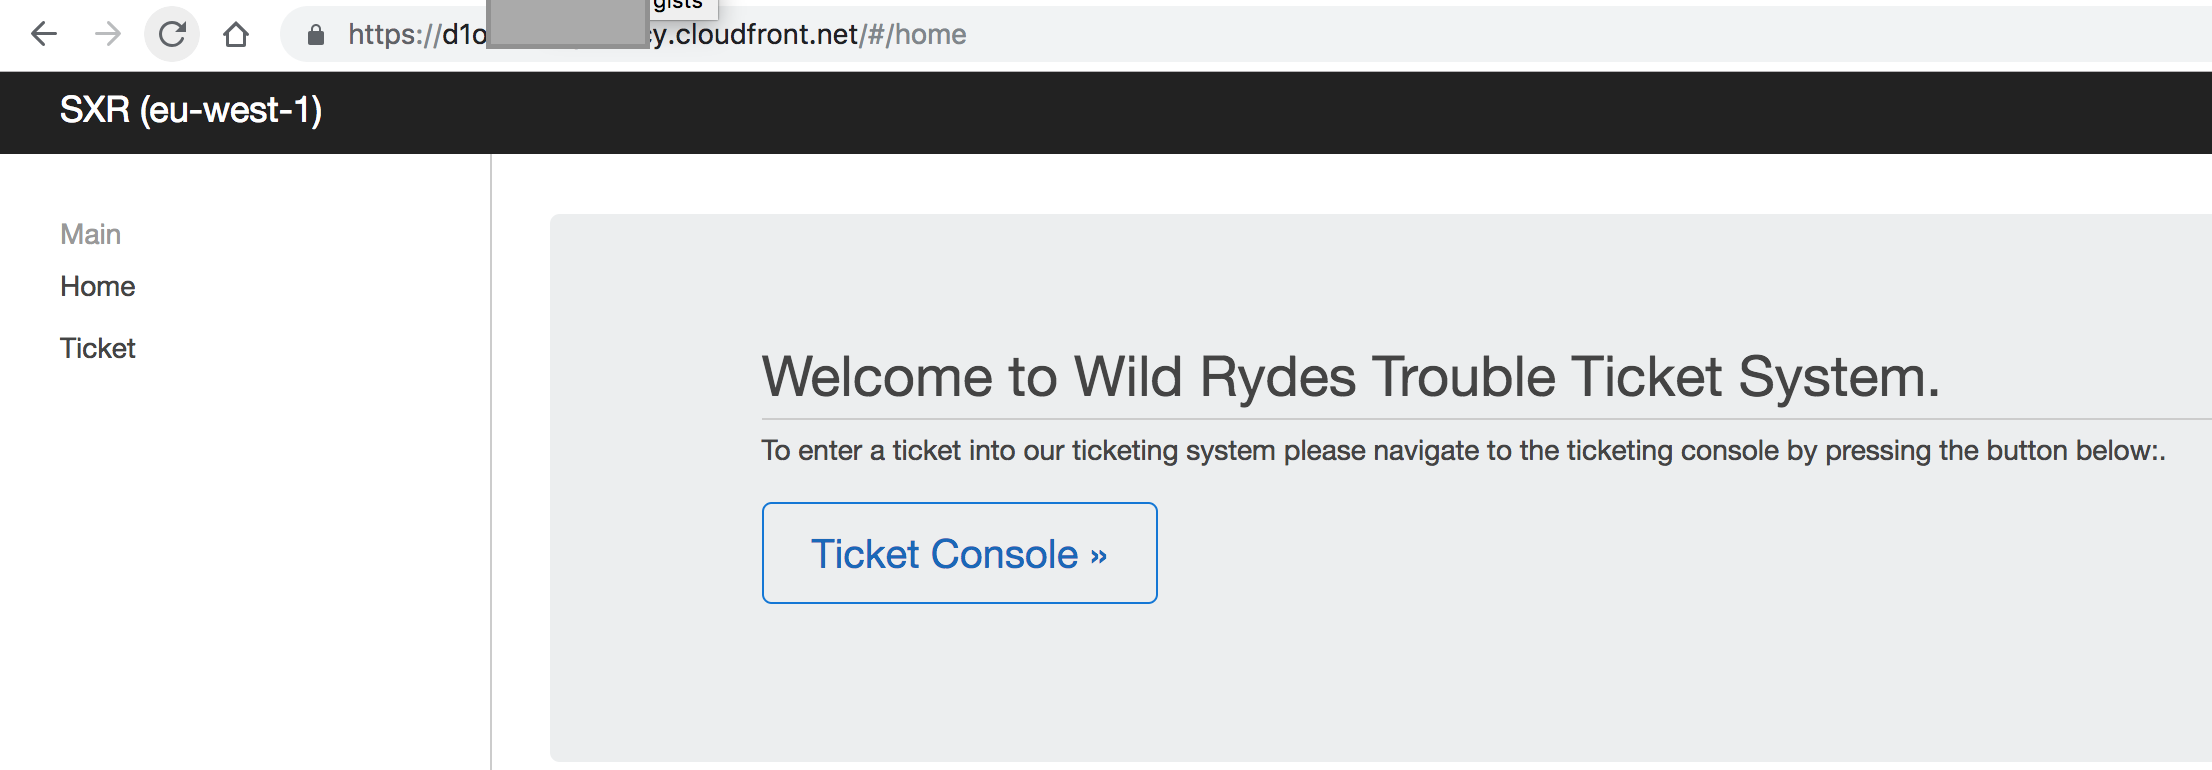 gists
https://d1o cy.cloudfront.net/#/home
SXR (eu-west-1)
Main
Home
Ticket
Welcome to Wild Rydes Trouble Ticket System.
To enter a ticket into our ticketing system please navigate to the ticketing console by pressing the button below:.
Ticket Console »